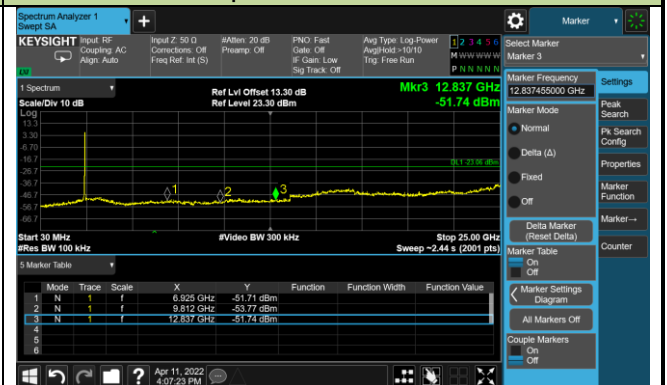 Spectrum Analyzer 1
Swept SA
+
Marker
KEYSIGHT
Input: RF
Coupling: AC
Align: Auto
Input Z: 50 Ω
Corrections: Off
Freq Ref: Int (S)
#Atten: 20 dB
Preamp: Off
PNO: Fast
Gate: Off
IF Gain: Low
Sig Track: Off
Avg Type: Log-Power
Avg|Hold:>10/10
Trig: Free Run
1 2 3 4 5 6
M W W W W W
P N N N N N
Select Marker
Marker 3
Marker Frequency
12.837455000 GHz
Settings
1 Spectrum
Scale/Div 10 dB
Ref Lvl Offset 13.30 dB
Ref Level 23.30 dBm
Mkr3 12.837 GHz
-51.74 dBm
Log
13.3
3.30
-6.70
-16.7
-26.7
-36.7
-46.7
-56.7
-66.7
DL1 -23.06 dBm
1
2
3
Start 30 MHz
#Res BW 100 kHz
#Video BW 300 kHz
Stop 25.00 GHz
Sweep ~2.44 s (2001 pts)
Marker Mode
Normal
Delta (Δ)
Fixed
Off
Peak Search
Pk Search Config
Properties
Marker Function
Marker→
Counter
Delta Marker
(Reset Delta)
Marker Table
On
Off
Marker Settings
Diagram
All Markers Off
Couple Markers
On
Off
5 Marker Table
Mode Trace Scale X Y Function Function Width Function Value
1 N 1 f 6.925 GHz -51.71 dBm
2 N 1 f 9.812 GHz -53.77 dBm
3 N 1 f 12.837 GHz -51.74 dBm
4
5
6
?
Apr 11, 2022
4:07:23 PM